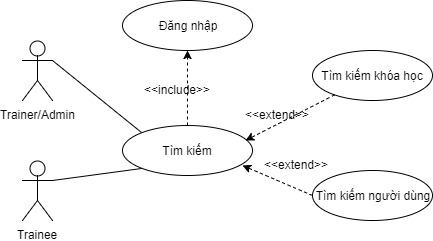 Đăng nhập
Tìm kiếm khóa học
<<include>>
Trainer/Admin
<<extend>>
Tìm kiếm
<<extend>>
Tìm kiếm người dùng
Trainee